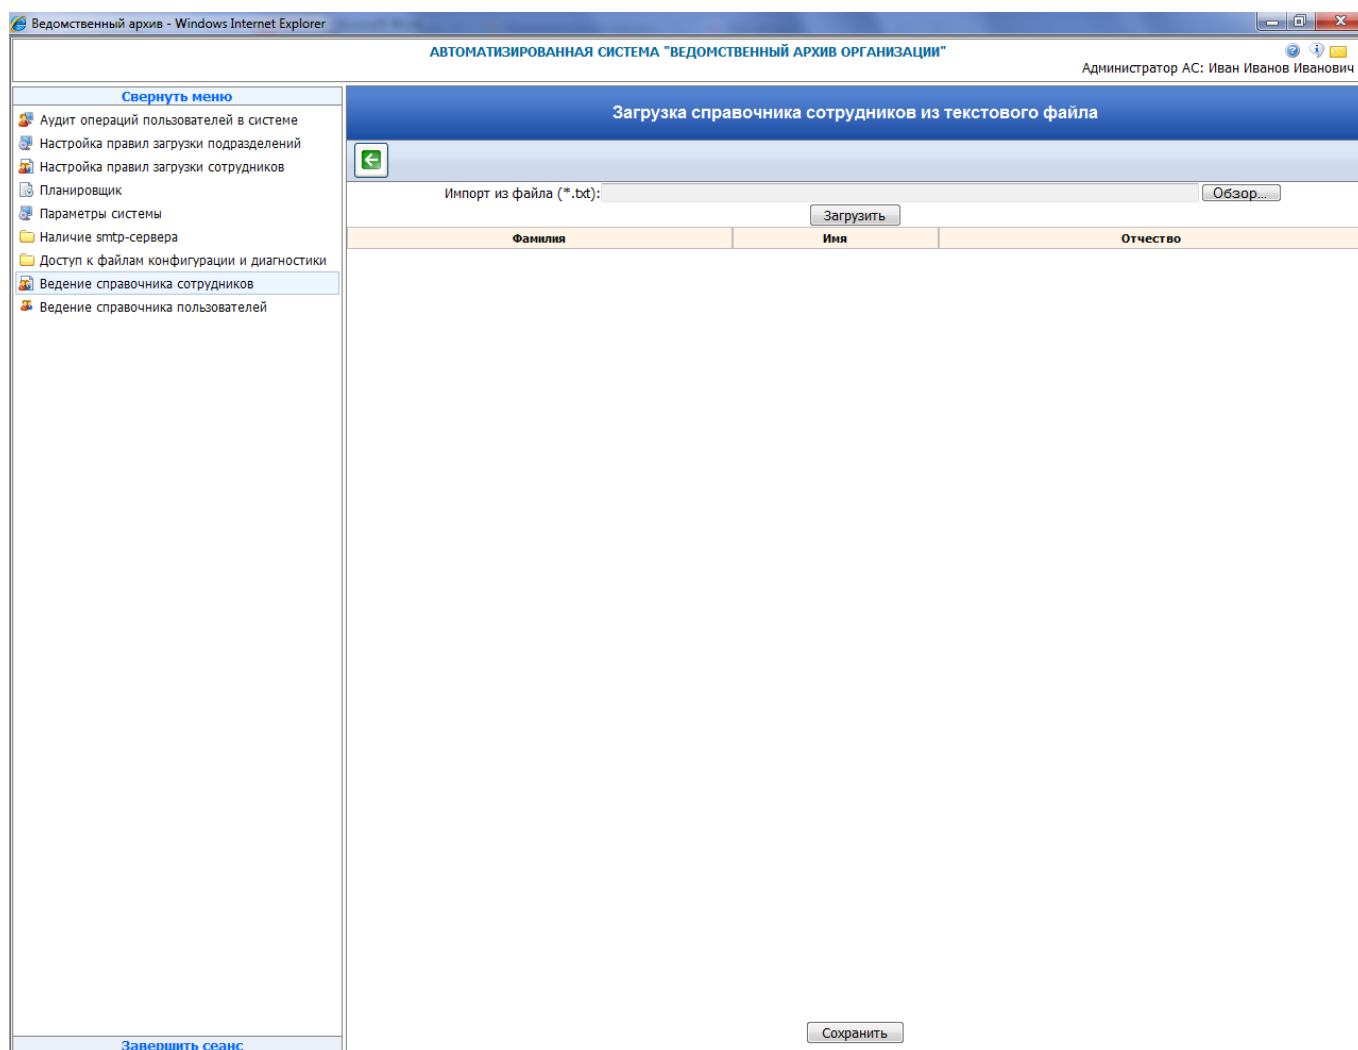 Ведомственный архив - Windows Internet Explorer
АВТОМАТИЗИРОВАННАЯ СИСТЕМА "ВЕДОМСТВЕННЫЙ АРХИВ ОРГАНИЗАЦИИ"
Администратор АС: Иван Иванов Иванович
Свернуть меню
Аудит операций пользователей в системе
Настройка правил загрузки подразделений
Настройка правил загрузки сотрудников
Планировщик
Параметры системы
Наличие smtp-сервера
Доступ к файлам конфигурации и диагностики
Ведение справочника сотрудников
Ведение справочника пользователей
Завершить сеанс
Загрузка справочника сотрудников из текстового файла
Импорт из файла (*.txt): Обзор...
Загрузить
Фамилия Имя Отчество
Сохранить